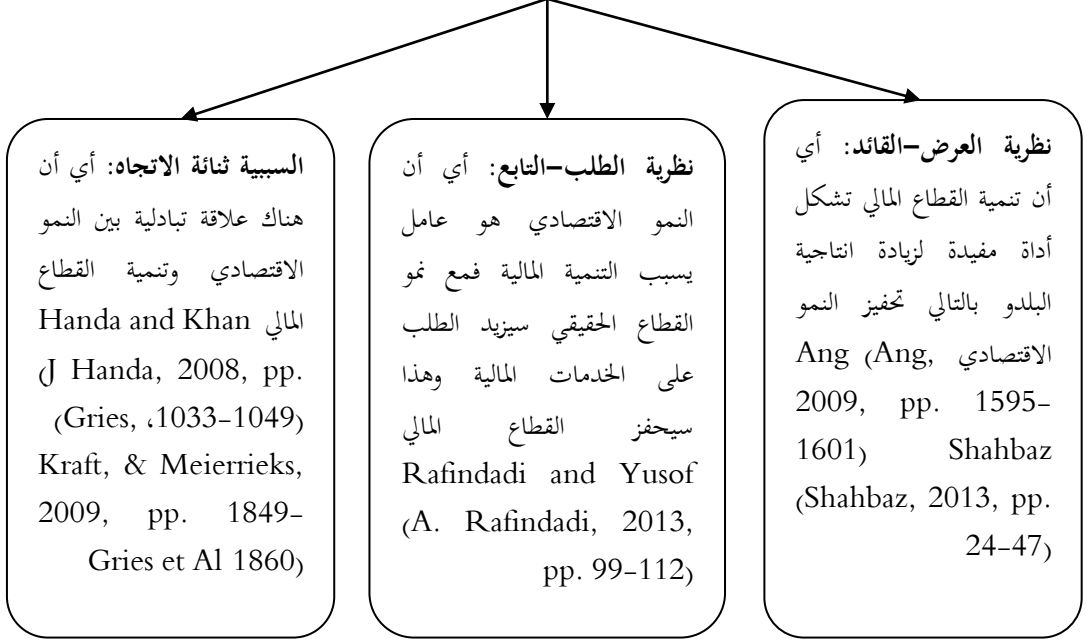 نظرية العرض–القائد: أي
أن تنمية القطاع المالي تشكل
أداة مفيدة لزيادة انتاجية
البلدو بالتالي تحفيز النمو
الاقتصادي Ang (Ang,
2009, pp. 1595-
1601) Shahbaz
(Shahbaz, 2013, pp.
24-47)
نظرية الطلب–التابع: أي أن
النمو الاقتصادي هو عامل
يسبب التنمية المالية فمع نمو
القطاع الحقيقي سيزيد الطلب
على الخدمات المالية وهذا
سيحفز القطاع المالي
Rafindadi and Yusof
(A. Rafindadi, 2013,
pp. 99-112)
السببية ثنائة الاتجاه: أي أن
هناك علاقة تبادلية بين النمو
الاقتصادي وتنمية القطاع
المالي Handa and Khan
(J Handa, 2008, pp.
1033-1049)، (Gries,
Kraft, & Meierrieks,
2009, pp. 1849-
1860) Gries et Al